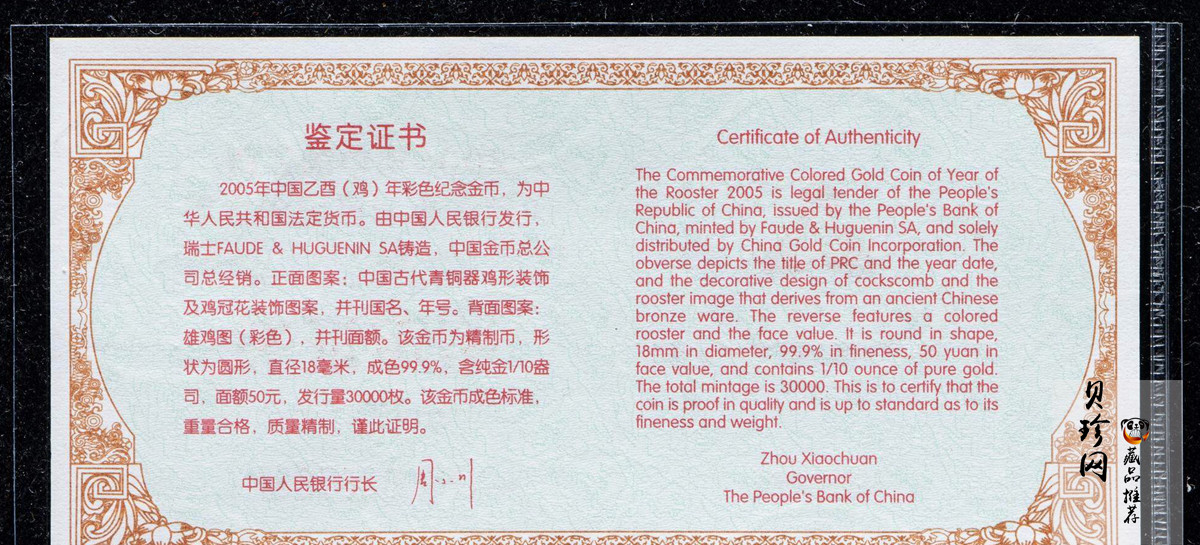 鉴定证书
2005年中国乙酉（鸡）年彩色纪念金币，为中
华人民共和国法定货币。由中国人民银行发行，
瑞士FAUDE & HUGUENIN SA铸造，中国金币总公
司总经销。正面图案：中国古代青铜器鸡形装饰
及鸡冠花装饰图案，并刊国名、年号。背面图案：
雄鸡图（彩色），并刊面额。该金币为精制币，形
状为圆形，直径18毫米，成色99.9%，含纯金1/10盎
司，面额50元，发行量30000枚。该金币成色标准，
重量合格，质量精制，谨此证明。
中国人民银行行长
Certificate of Authenticity
The Commemorative Colored Gold Coin of Year of
the Rooster 2005 is legal tender of the People's
Republic of China, issued by the People's Bank of
China, minted by Faude & Huguenin SA, and solely
distributed by China Gold Coin Incorporation. The
obverse depicts the title of PRC and the year date,
and the decorative design of cockscomb and the
rooster image that derives from an ancient Chinese
bronze ware. The reverse features a colored
rooster and the face value. It is round in shape,
18mm in diameter, 99.9% in fineness, 50 yuan in
face value, and contains 1/10 ounce of pure gold.
The total mintage is 30000. This is to certify that the
coin is proof in quality and is up to standard as to its
fineness and weight.
Zhou Xiaochuan
Governor
The People's Bank of China
贝珍网
藏品推荐